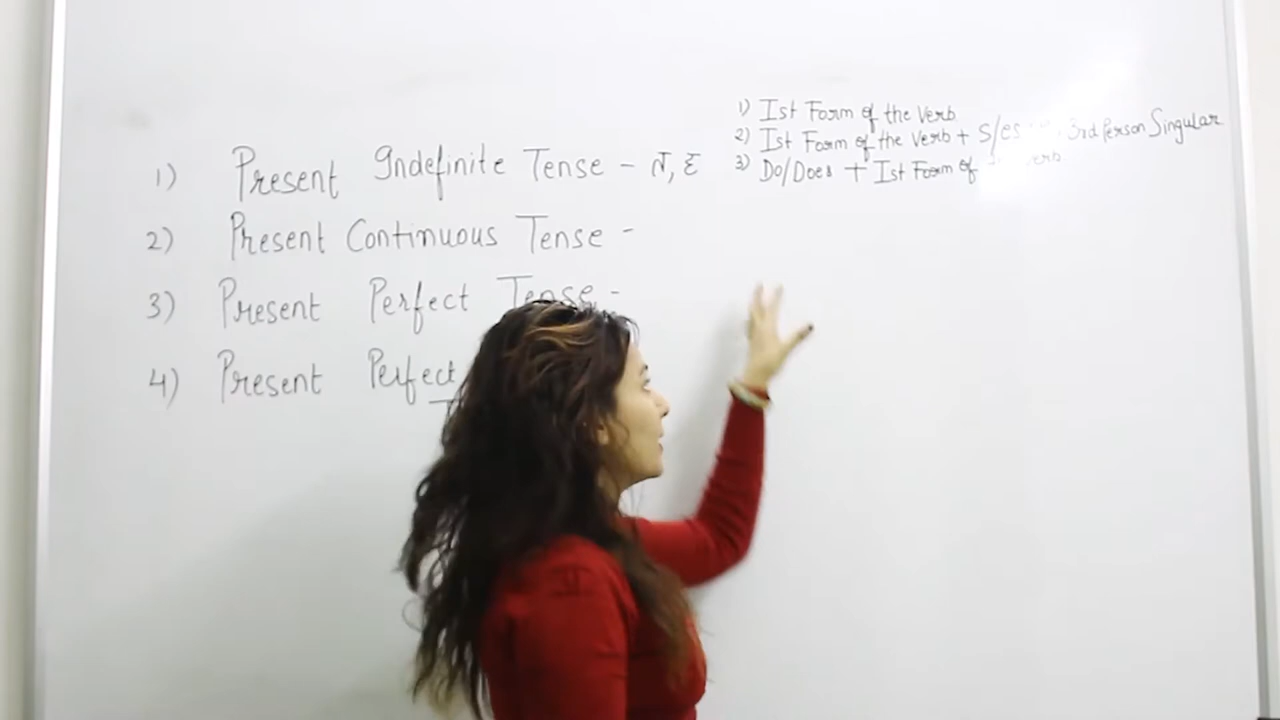 1) Present Indefinite Tense - N, E
2) Present Continuous Tense -
3) Present Perfect Tense -
4) Present Perfect
1) Ist Form of the Verb
2) Ist Form of the Verb + s/es 3rd Person Singular
3) Do/Does + Ist Form of verb